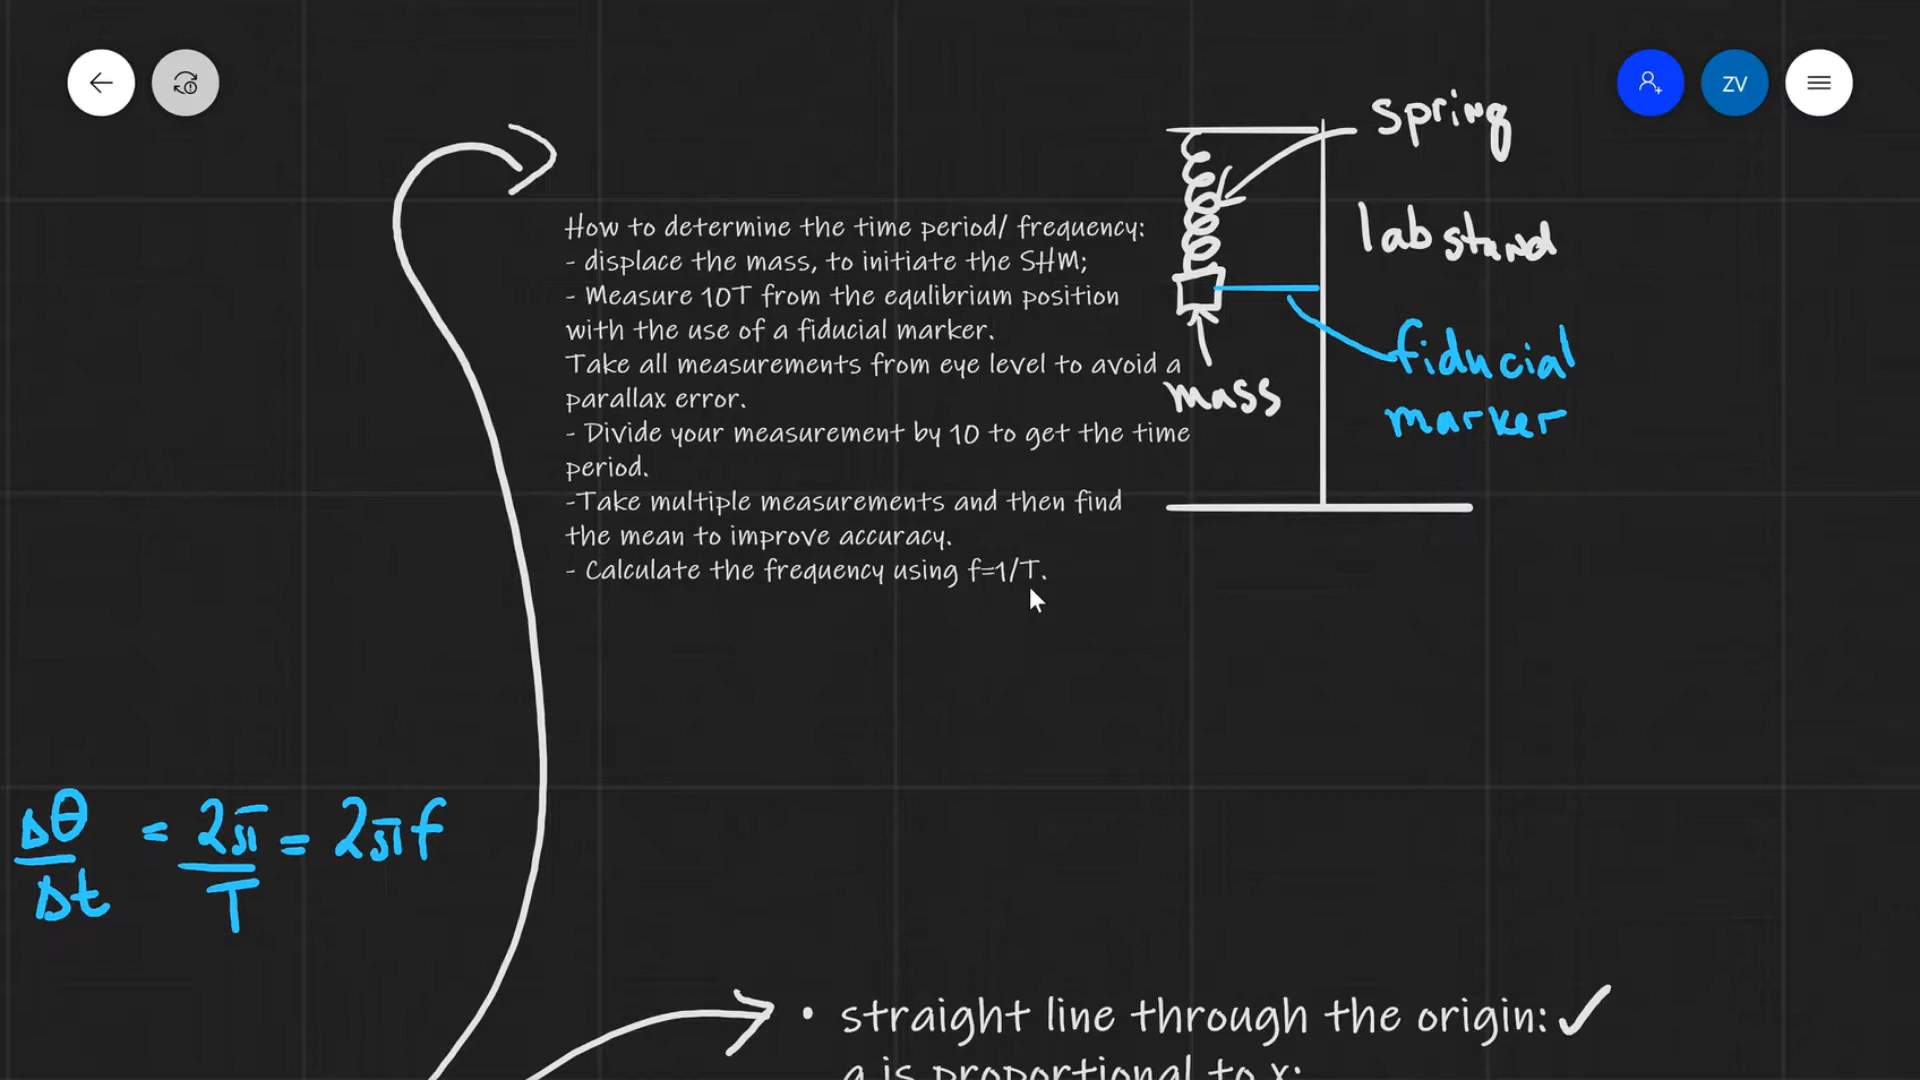 ZV
spring
lab stand
How to determine the time period/ frequency:
- displace the mass, to initiate the SHM;
- Measure 10T from the equlibrium position
with the use of a fiducial marker.
Take all measurements from eye level to avoid a
parallax error.
- Divide your measurement by 10 to get the time
period.
-Take multiple measurements and then find
the mean to improve accuracy.
- Calculate the frequency using f=1/T.
mass
fiducial
marker
Δθ/Δt = 2π/T = 2πf
• straight line through the origin: ✓
a is proportional to x;